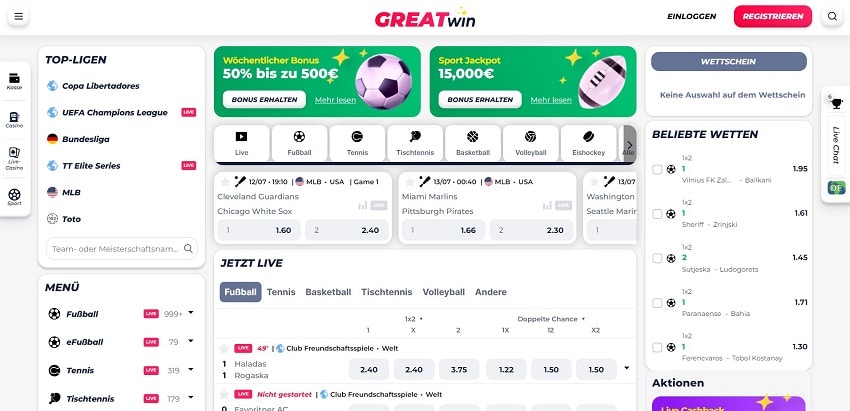 GREATwin
EINLOGGEN
REGISTRIEREN
Kasse
Casino
Live-
Casino
Sport
TOP-LIGEN
Copa Libertadores
UEFA Champions League LIVE
Bundesliga
TT Elite Series LIVE
MLB
Toto
Team- oder Meisterschaftsnam...
MENÜ
Fußball LIVE 999+
eFußball LIVE 79
Tennis LIVE 319
Tischtennis LIVE 179
Wöchentlicher Bonus
50% bis zu 500€
BONUS ERHALTEN Mehr lesen
Sport Jackpot
15,000€
BONUS ERHALTEN Mehr lesen
Live Fußball Tennis Tischtennis Basketball Volleyball Eishockey Alle
12/07 • 19:10 | MLB • USA | Game 1
Cleveland Guardians
Chicago White Sox
LIVE
1 1.60 2 2.40
13/07 • 00:40 | MLB • USA
Miami Marlins
Pittsburgh Pirates
LIVE
1 1.66 2 2.30
13/07
Washington
Seattle Marin
1
JETZT LIVE
Fußball Tennis Basketball Tischtennis Volleyball Andere
1x2 Doppelte Chance
1 X 2 1X 12 X2
LIVE 49' | Club Freundschaftsspiele • Welt
1 Haladas
1 Rogaska
2.40 2.40 3.75 1.22 1.50 1.50
LIVE Nicht gestartet | Club Freundschaftsspiele • Welt
0 Favoritner AC
WETTSCHEIN
Keine Auswahl auf dem Wettschein
BELIEBTE WETTEN
1x2
1 1.95
Vilnius FK Zal... - Ballkani
1x2
1 1.61
Sheriff - Zrinjski
1x2
2 1.45
Sutjeska - Ludogorets
1x2
1 1.71
Paranaense - Bahia
1x2
1 1.30
Ferencvaros - Tobol Kostanay
Aktionen
Live Cashback
6
Live Chat
DE